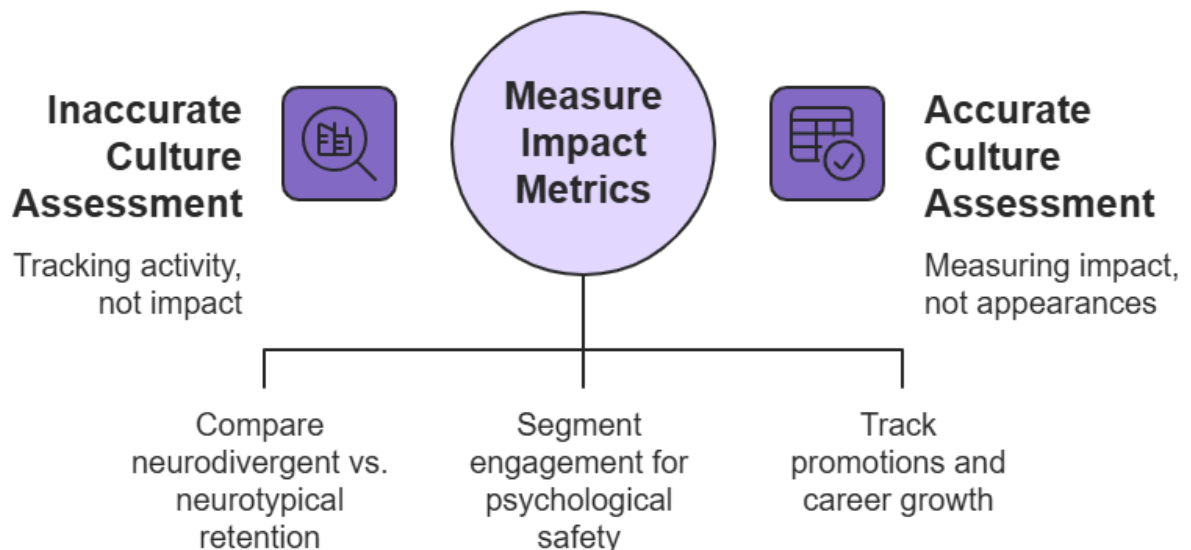 Inaccurate
Culture
Assessment
Tracking activity,
not impact
Measure
Impact
Metrics
Accurate
Culture
Assessment
Measuring impact,
not appearances
Compare
neurodivergent vs.
neurotypical
retention
Segment
engagement for
psychological
safety
Track
promotions and
career growth